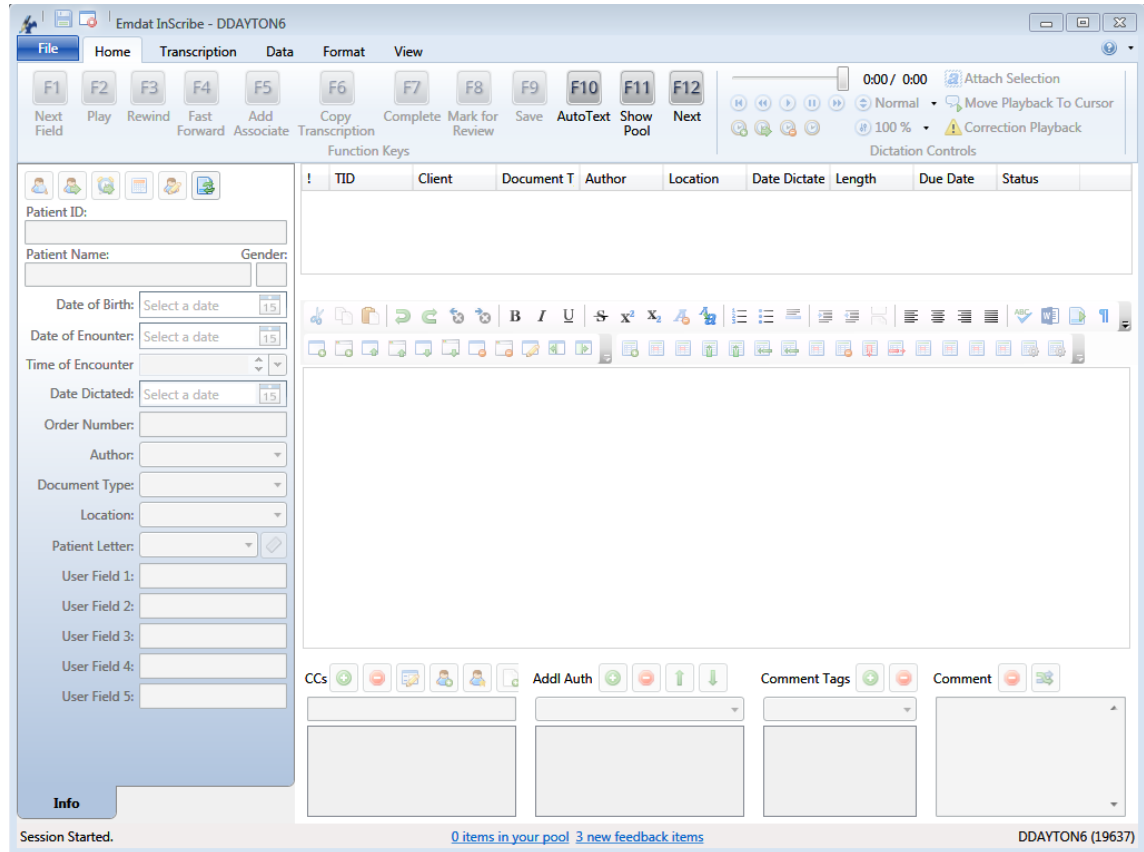 Emdat InScribe - DDAYTON6
File Home Transcription Data Format View
F1 F2 F3 F4 F5 F6 F7 F8 F9 F10 F11 F12
Next Field Play Rewind Fast Forward Add Associate Copy Transcription Complete Mark for Review Save AutoText Show Pool Next
Function Keys
0:00 / 0:00 Attach Selection
Normal Move Playback To Cursor
100 % Correction Playback
Dictation Controls
! TID Client Document T Author Location Date Dictate Length Due Date Status
Patient ID:
Patient Name: Gender:
Date of Birth: Select a date 15
Date of Enounter: Select a date 15
Time of Encounter
Date Dictated: Select a date 15
Order Number:
Author:
Document Type:
Location:
Patient Letter:
User Field 1:
User Field 2:
User Field 3:
User Field 4:
User Field 5:
Info
B I U S x² X₂
ABC W ¶
CCs Addl Auth Comment Tags Comment
Session Started. 0 items in your pool 3 new feedback items DDAYTON6 (19637)